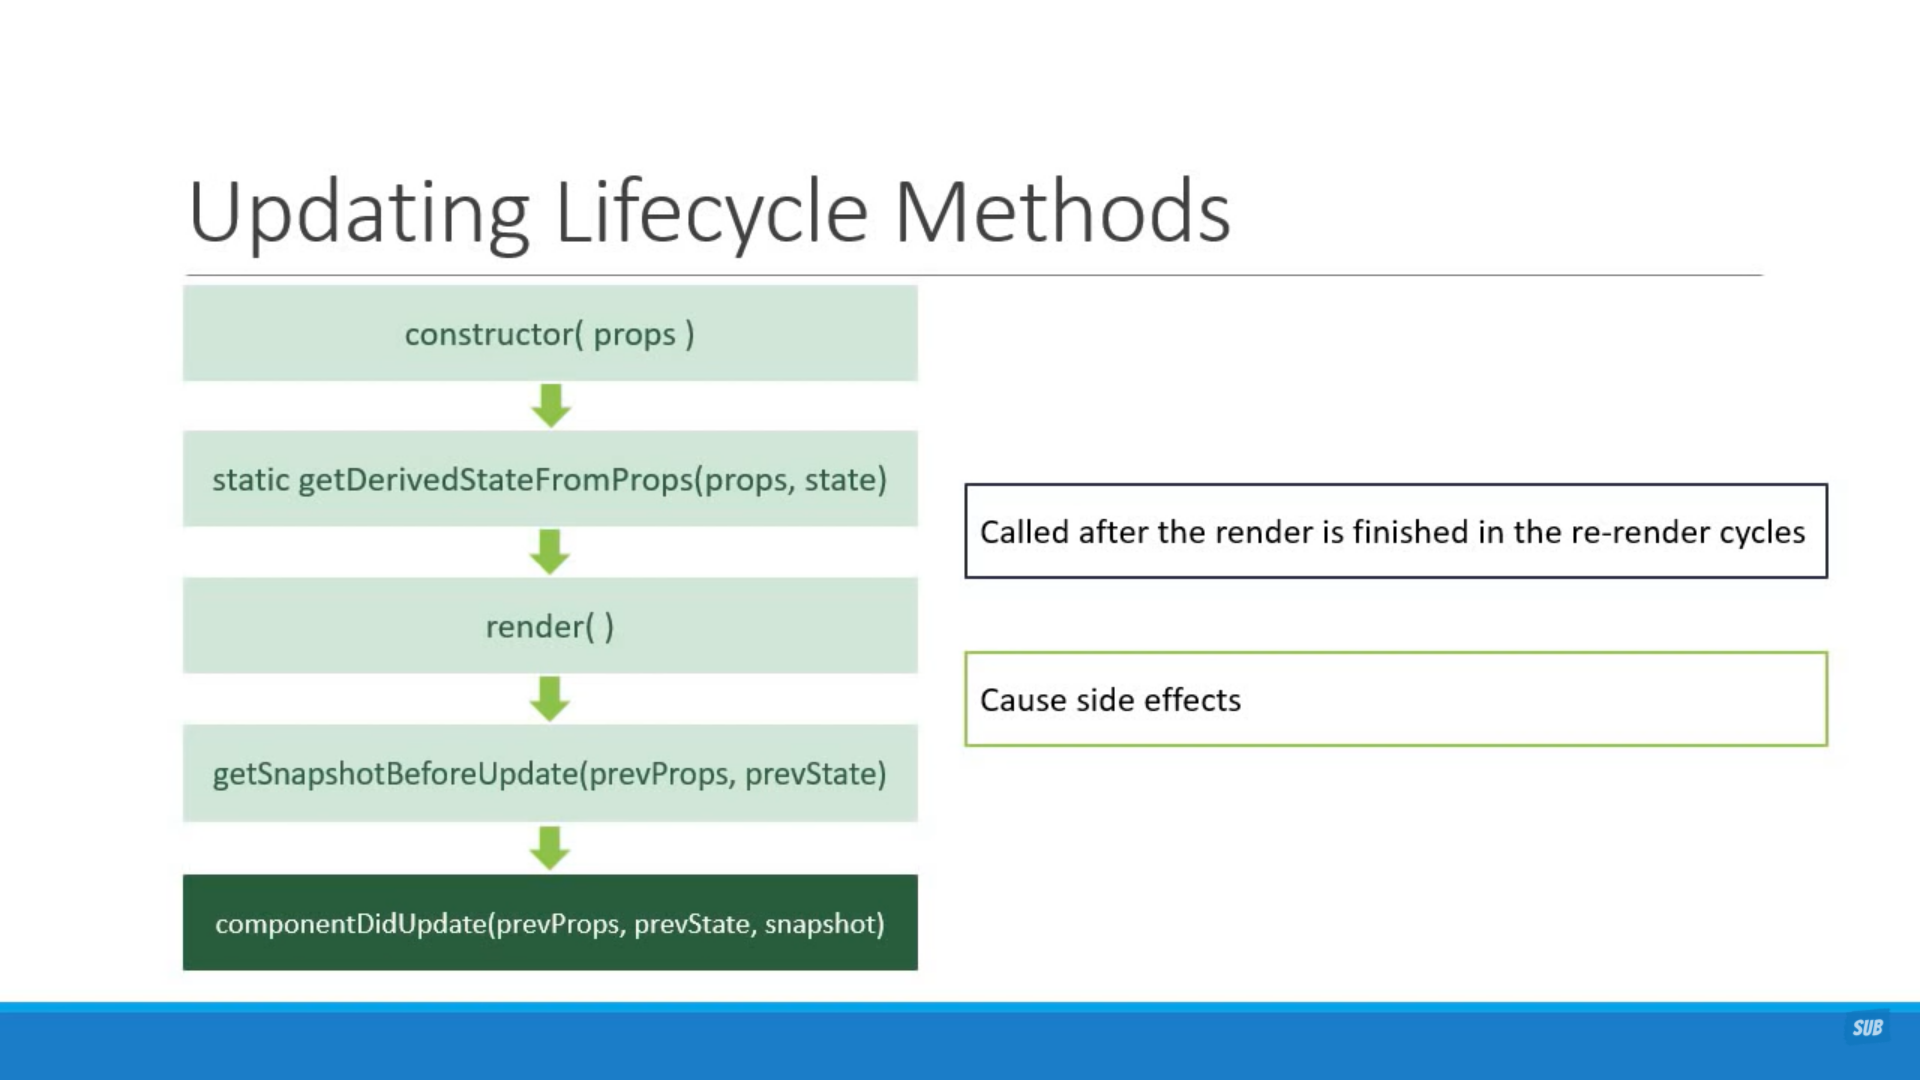 Updating Lifecycle Methods
constructor( props )
static getDerivedStateFromProps(props, state)
render( )
getSnapshotBeforeUpdate(prevProps, prevState)
componentDidUpdate(prevProps, prevState, snapshot)
Called after the render is finished in the re-render cycles
Cause side effects
SUB